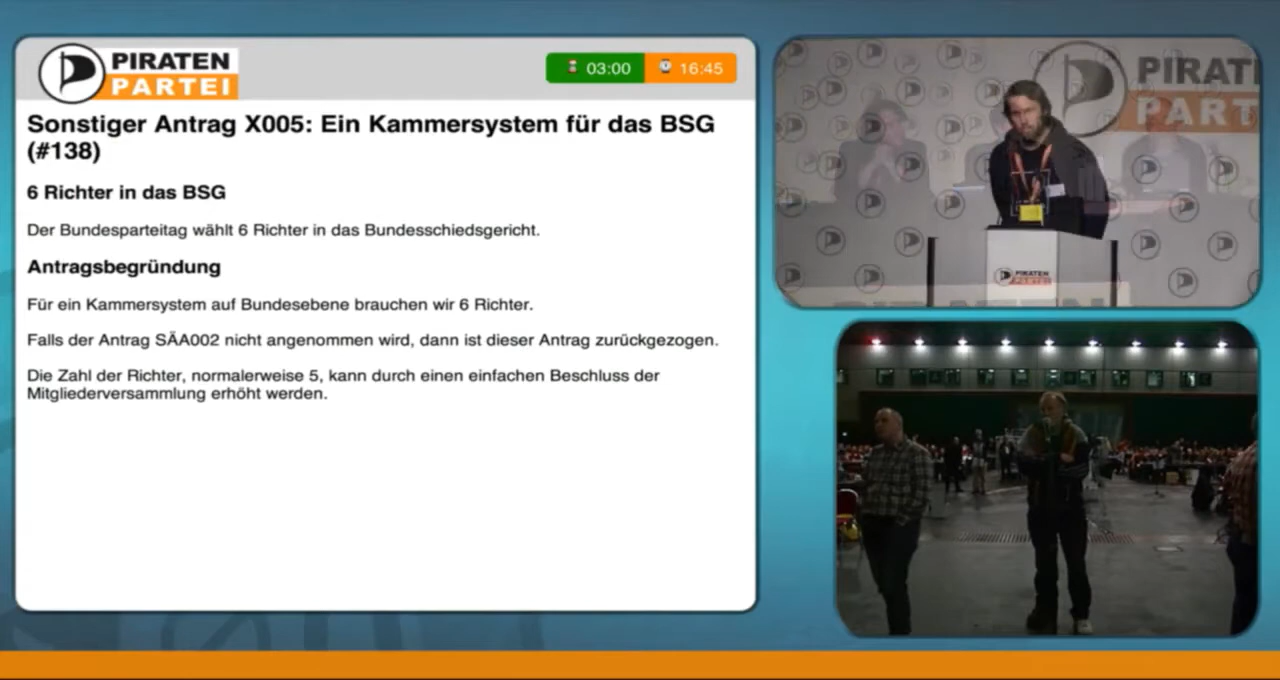 PIRATEN
PARTEI
03:00
16:45
Sonstiger Antrag X005: Ein Kammersystem für das BSG
(#138)
6 Richter in das BSG
Der Bundesparteitag wählt 6 Richter in das Bundesschiedsgericht.
Antragsbegründung
Für ein Kammersystem auf Bundesebene brauchen wir 6 Richter.
Falls der Antrag SÄA002 nicht angenommen wird, dann ist dieser Antrag zurückgezogen.
Die Zahl der Richter, normalerweise 5, kann durch einen einfachen Beschluss der
Mitgliederversammlung erhöht werden.
PIRAT
PART
PIRATEN
PARTEI